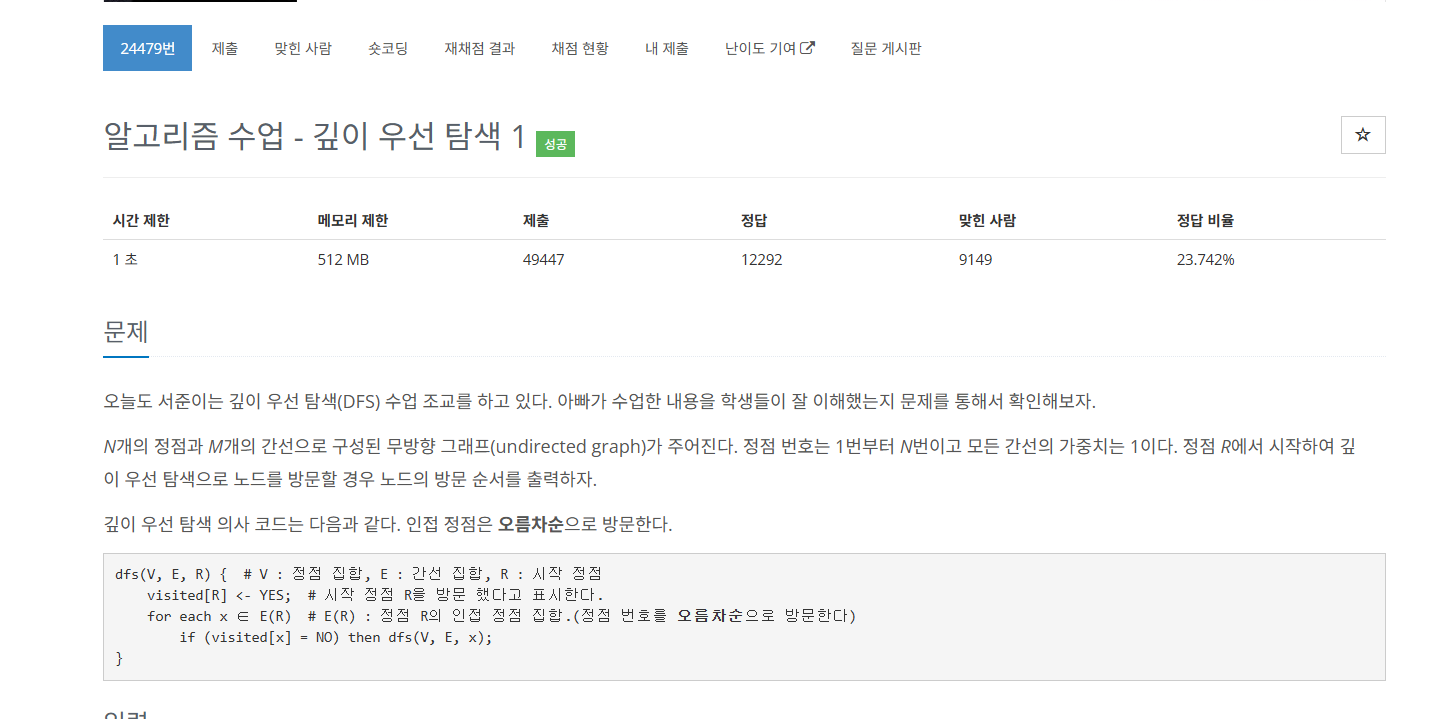 24479번 제출 맞힌 사람 숏코딩 재채점 결과 채점 현황 내 제출 난이도 기여 질문 게시판
알고리즘 수업 - 깊이 우선 탐색 1 성공
시간 제한 메모리 제한 제출 정답 맞힌 사람 정답 비율
1 초 512 MB 49447 12292 9149 23.742%
문제
오늘도 서준이는 깊이 우선 탐색(DFS) 수업 조교를 하고 있다. 아빠가 수업한 내용을 학생들이 잘 이해했는지 문제를 통해서 확인해보자.
N개의 정점과 M개의 간선으로 구성된 무방향 그래프(undirected graph)가 주어진다. 정점 번호는 1번부터 N번이고 모든 간선의 가중치는 1이다. 정점 R에서 시작하여 깊
이 우선 탐색으로 노드를 방문할 경우 노드의 방문 순서를 출력하자.
깊이 우선 탐색 의사 코드는 다음과 같다. 인접 정점은 오름차순으로 방문한다.
dfs(V, E, R) {  # V : 정점 집합, E : 간선 집합, R : 시작 정점
    visited[R] <- YES;  # 시작 정점 R을 방문 했다고 표시한다.
    for each x ∈ E(R)  # E(R) : 정점 R의 인접 정점 집합.(정점 번호를 오름차순으로 방문한다)
        if (visited[x] = NO) then dfs(V, E, x);
}